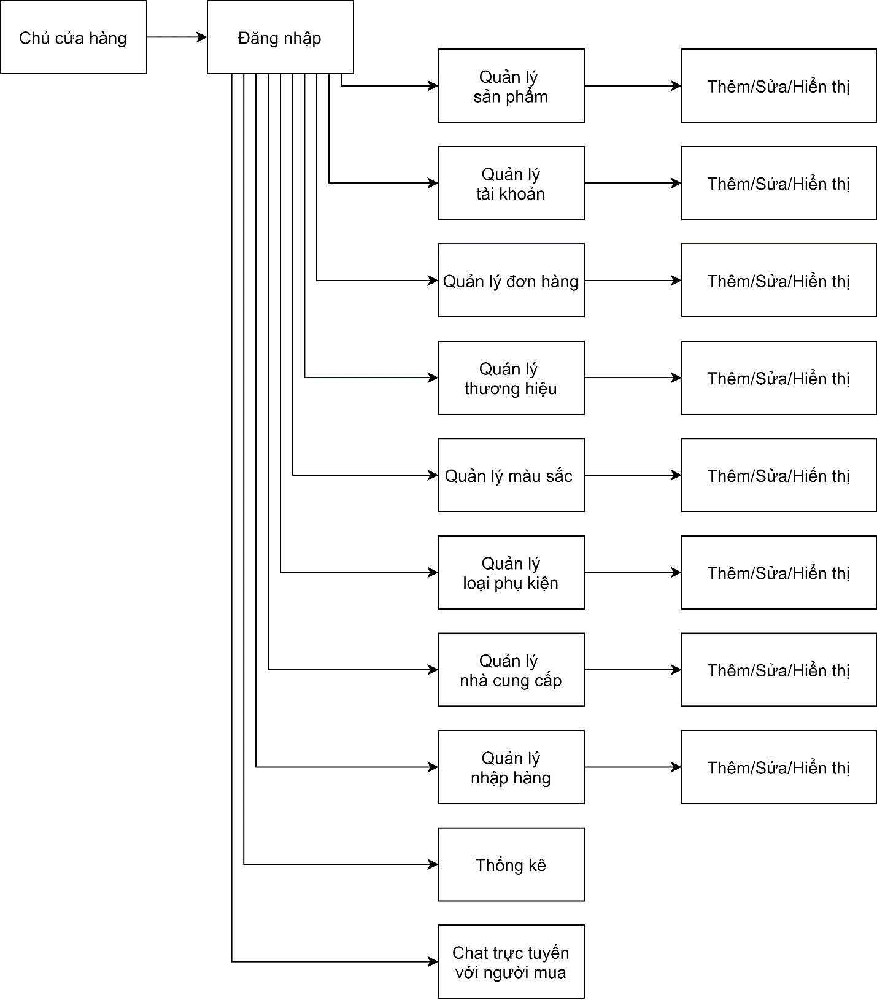 Chủ cửa hàng
Đăng nhập
Quản lý
sản phẩm
Thêm/Sửa/Hiển thị
Quản lý
tài khoản
Thêm/Sửa/Hiển thị
Quản lý đơn hàng
Thêm/Sửa/Hiển thị
Quản lý
thương hiệu
Thêm/Sửa/Hiển thị
Quản lý màu sắc
Thêm/Sửa/Hiển thị
Quản lý
loại phụ kiện
Thêm/Sửa/Hiển thị
Quản lý
nhà cung cấp
Thêm/Sửa/Hiển thị
Quản lý
nhập hàng
Thêm/Sửa/Hiển thị
Thống kê
Chat trực tuyến
với người mua